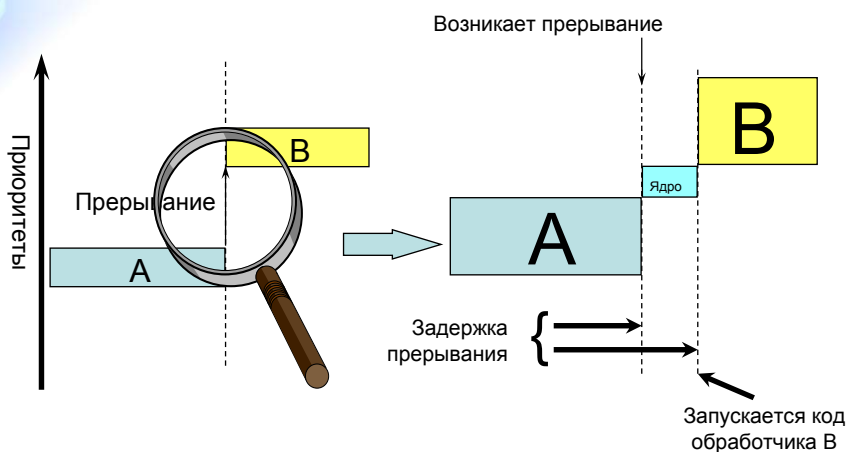 Возникает прерывание
Приоритеты
B
Прерывание
A
B
Ядро
A
Задержка
прерывания
{
Запускается код
обработчика B